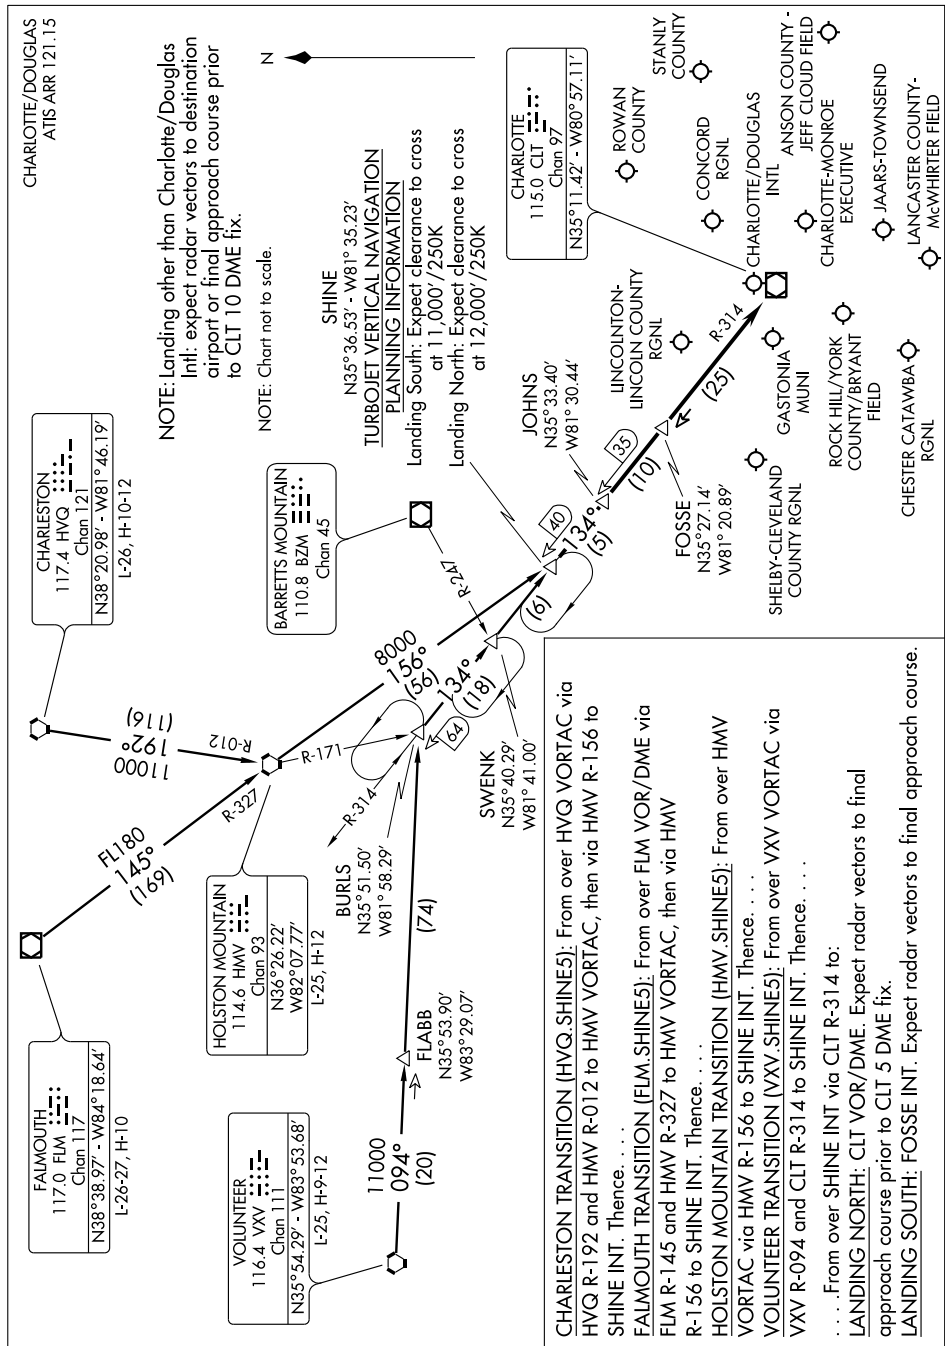 CHARLOTTE/DOUGLAS
ATIS ARR 121.15
NOTE: Landing other than Charlotte/Douglas
Intl: expect radar vectors to destination
airport or final approach course prior
to CLT 10 DME fix.
NOTE: Chart not to scale.
N
SHINE
N35°36.53' - W81°35.23'
TURBOJET VERTICAL NAVIGATION
PLANNING INFORMATION
Landing South: Expect clearance to cross
at 11,000'/250K
Landing North: Expect clearance to cross
at 12,000'/250K
CHARLESTON
117.4 HVQ
Chan 121
N38°20.98' - W81°46.19'
L-26, H-10-12
FALMOUTH
117.0 FLM
Chan 117
N38°38.97' - W84°18.64'
L-26-27, H-10
FL180
145°
(169)
R-327
11000
192°
(116)
R-012
HOLSTON MOUNTAIN
114.6 HMV
Chan 93
N36°26.22'
W82°07.77'
L-25, H-12
BARRETTS MOUNTAIN
110.8 BZM
Chan 45
VOLUNTEER
116.4 VXV
Chan 111
N35°54.29' - W83°53.68'
L-25, H-9-12
11000
094°
(20)
FLABB
N35°53.90'
W83°29.07'
(74)
BURLS
N35°51.50'
W81°58.29'
R-314
R-171
8000
156°
(56)
134°
(18)
64
R-247
SWENK
N35°40.29'
W81°41.00'
(6)
40
134°
(5)
JOHNS
N35°33.40'
W81°30.44'
35
(10)
FOSSE
N35°27.14'
W81°20.89'
(25)
R-314
CHARLOTTE
115.0 CLT
Chan 97
N35°11.42' - W80°57.11'
STANLY
COUNTY
ROWAN
COUNTY
CONCORD
RGNL
CHARLOTTE/DOUGLAS
INTL
ANSON COUNTY-
JEFF CLOUD FIELD
CHARLOTTE-MONROE
EXECUTIVE
JAARS-TOWNSEND
LANCASTER COUNTY-
McWHIRTER FIELD
LINCOLNTON-
LINCOLN COUNTY
RGNL
GASTONIA
MUNI
SHELBY-CLEVELAND
COUNTY RGNL
ROCK HILL/YORK
COUNTY/BRYANT
FIELD
CHESTER CATAWBA
RGNL
CHARLESTON TRANSITION (HVQ.SHINE5): From over HVQ VORTAC via
HVQ R-192 and HMV R-012 to HMV VORTAC, then via HMV R-156 to
SHINE INT. Thence. . . .
FALMOUTH TRANSITION (FLM.SHINE5): From over FLM VOR/DME via
FLM R-145 and HMV R-327 to HMV VORTAC, then via HMV
R-156 to SHINE INT. Thence. . . .
HOLSTON MOUNTAIN TRANSITION (HMV.SHINE5): From over HMV
VORTAC via HMV R-156 to SHINE INT. Thence. . . .
VOLUNTEER TRANSITION (VXV.SHINE5): From over VXV VORTAC via
VXV R-094 and CLT R-314 to SHINE INT. Thence. . . .
. . . .From over SHINE INT via CLT R-314 to:
LANDING NORTH: CLT VOR/DME. Expect radar vectors to final
approach course prior to CLT 5 DME fix.
LANDING SOUTH: FOSSE INT. Expect radar vectors to final approach course.